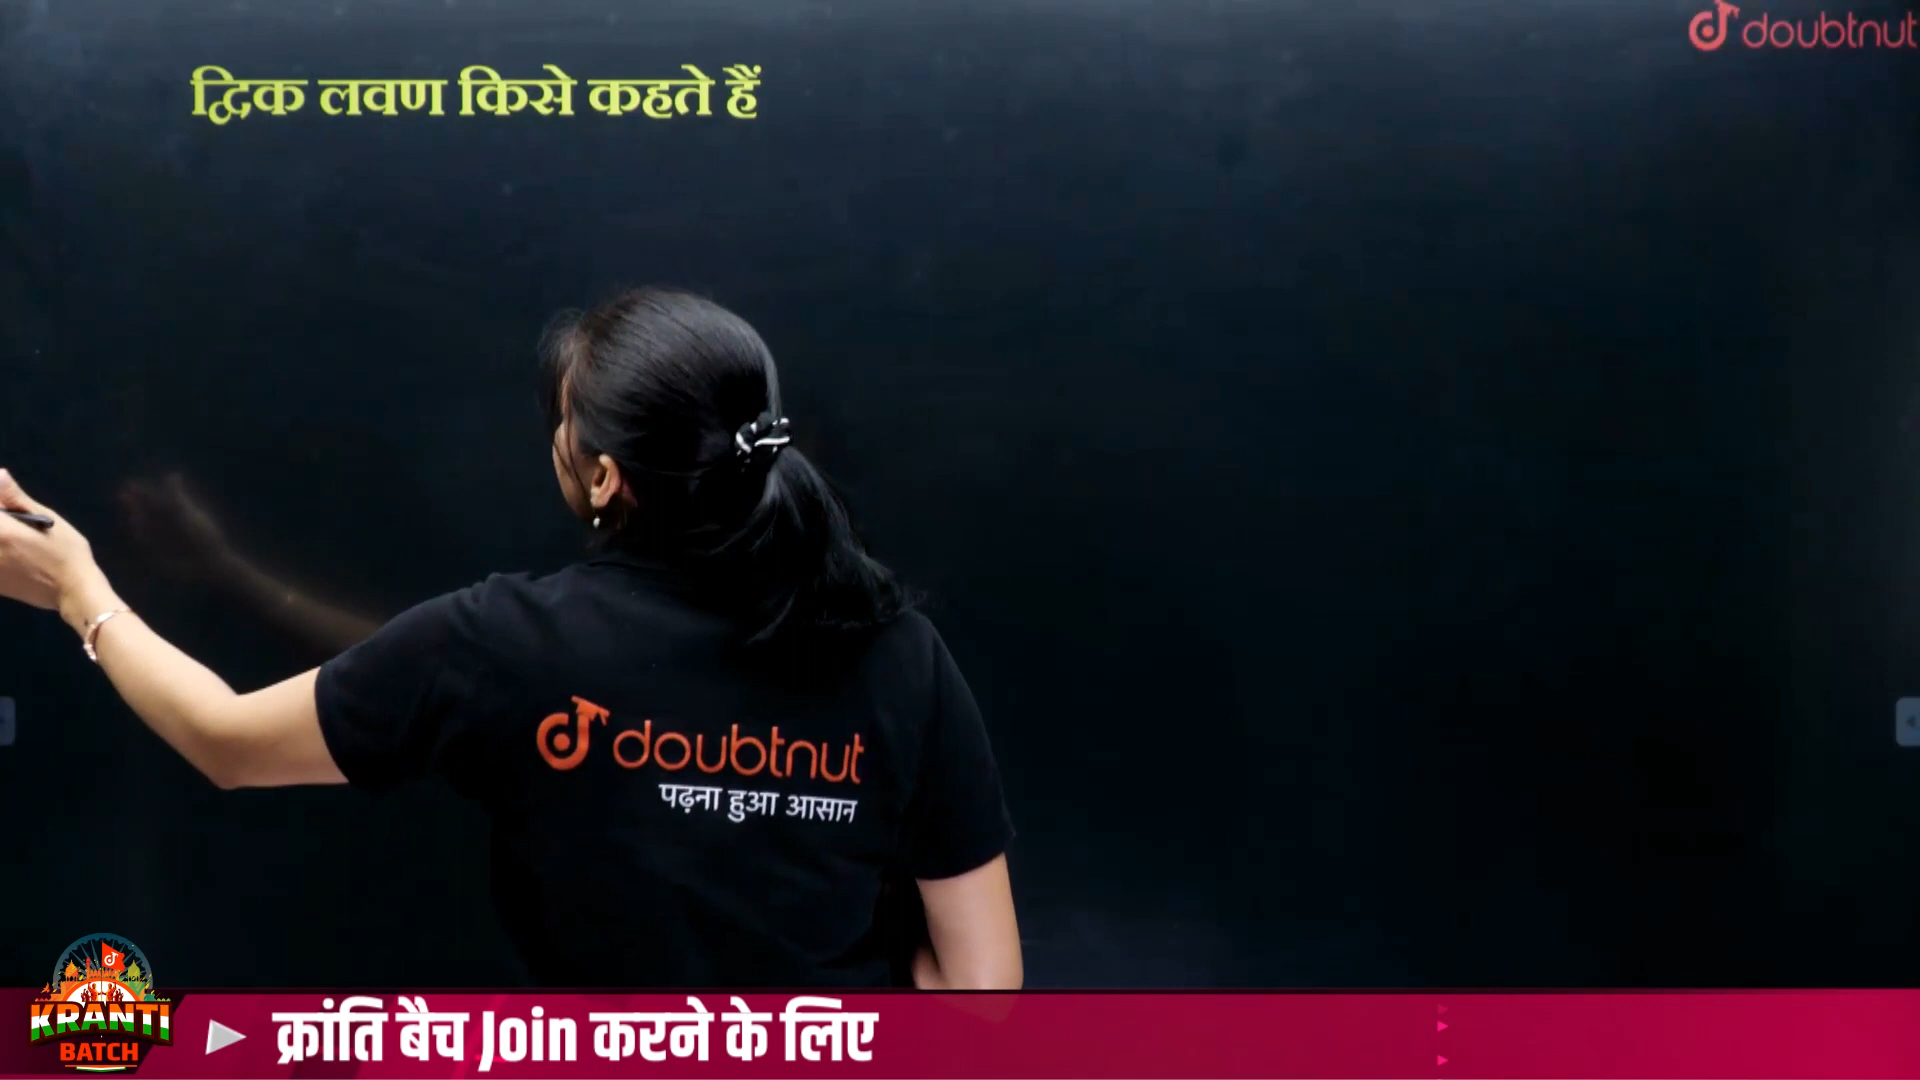 doubtnut
द्विक लवण किसे कहते हैं
doubtnut
पढ़ना हुआ आसान
KRANTI
BATCH
क्रांति बैच Join करने के लिए